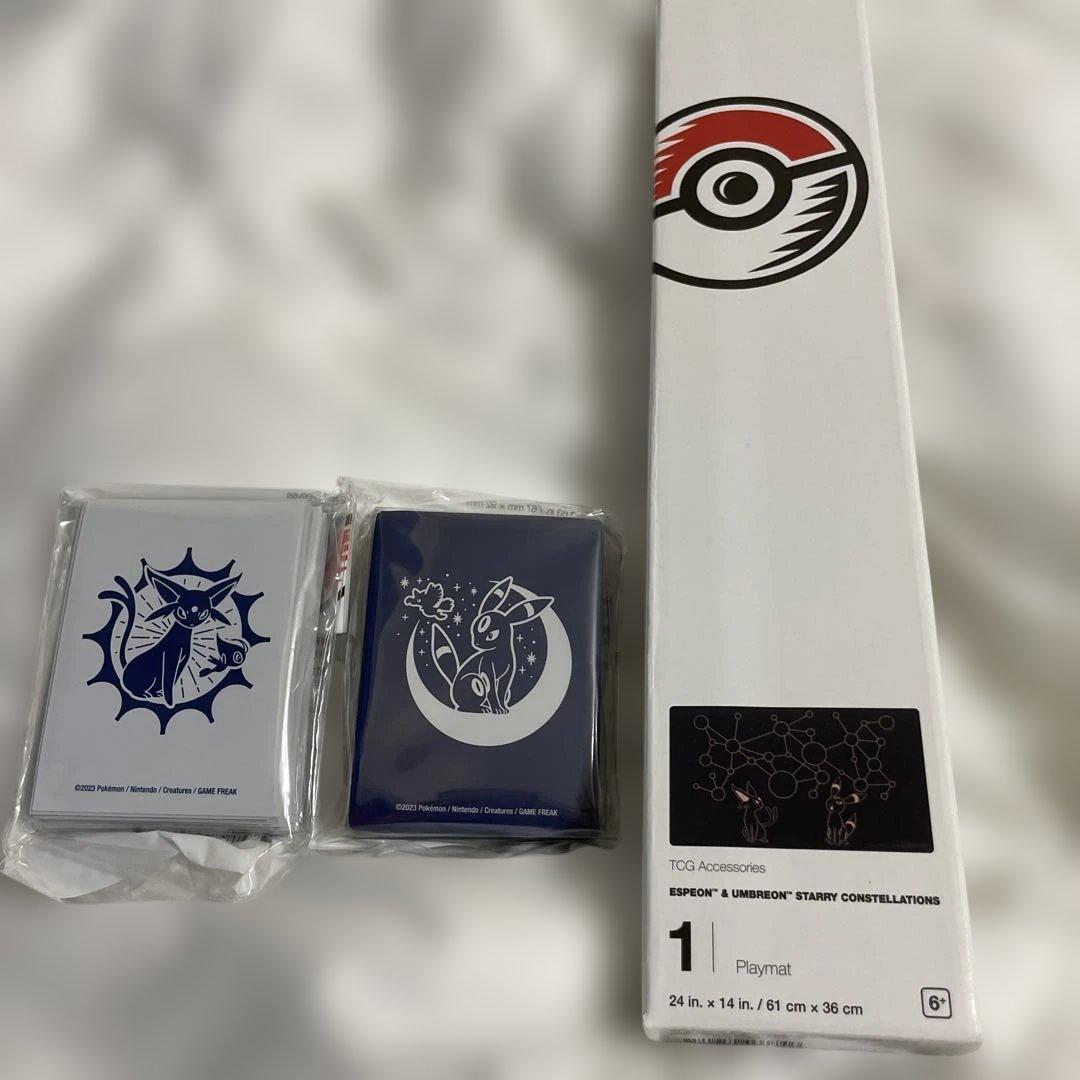 ©2023 Pokémon / Nintendo / Creatures / GAME FREAK
©2023 Pokémon / Nintendo / Creatures / GAME FREAK
TCG Accessories
ESPEON™ & UMBREON™ STARRY CONSTELLATIONS
1
Playmat
24 in. × 14 in. / 61 cm × 36 cm
6+